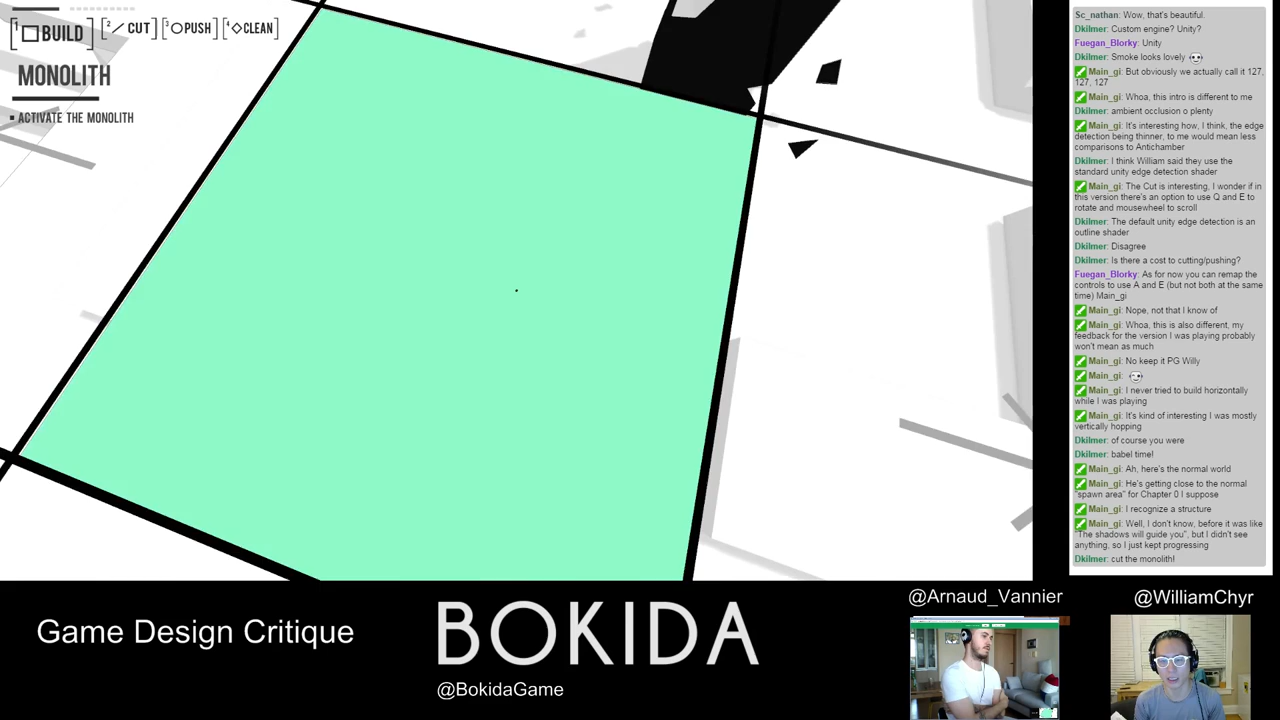 [¹ BUILD ] [² CUT] [³ PUSH] [⁴ CLEAN]
MONOLITH
ACTIVATE THE MONOLITH
Sc_nathan: Wow, that's beautiful.
Dkilmer: Custom engine? Unity?
Fuegan_Blorky: Unity
Dkilmer: Smoke looks lovely
Main_gi: But obviously we actually call it 127,
127, 127
Main_gi: Whoa, this intro is different to me
Dkilmer: ambient occlusion o plenty
Main_gi: It's interesting how, I think, the edge
detection being thinner, to me would mean less
comparisons to Antichamber
Dkilmer: I think William said they use the
standard unity edge detection shader
Main_gi: The Cut is interesting, I wonder if in
this version there's an option to use Q and E to
rotate and mousewheel to scroll
Dkilmer: The default unity edge detection is an
outline shader
Dkilmer: Disagree
Dkilmer: Is there a cost to cutting/pushing?
Fuegan_Blorky: As for now you can remap the
controls to use A and E (but not both at the same
time) Main_gi
Main_gi: Nope, not that I know of
Main_gi: Whoa, this is also different, my
feedback for the version I was playing probably
won't mean as much
Main_gi: No keep it PG Willy
Main_gi:
Main_gi: I never tried to build horizontally
while I was playing
Main_gi: It's kind of interesting I was mostly
vertically hopping
Dkilmer: of course you were
Dkilmer: babel time!
Main_gi: Ah, here's the normal world
Main_gi: He's getting close to the normal
"spawn area" for Chapter 0 I suppose
Main_gi: I recognize a structure
Main_gi: Well, I don't know, before it was like
"The shadows will guide you", but I didn't see
anything, so I just kept progressing
Dkilmer: cut the monolith!
Game Design Critique
BOKIDA
@BokidaGame
@Arnaud_Vannier
@WilliamChyr